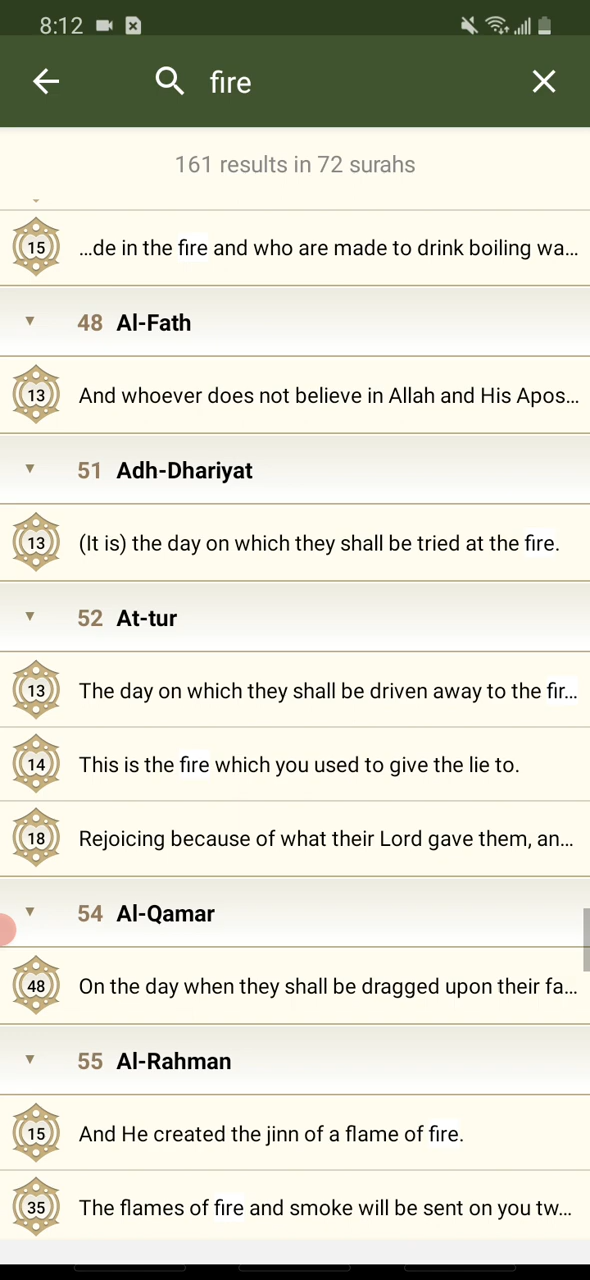 8:12
fire
161 results in 72 surahs
15 ...de in the fire and who are made to drink boiling wa...
48 Al-Fath
13 And whoever does not believe in Allah and His Apos...
51 Adh-Dhariyat
13 (It is) the day on which they shall be tried at the fire.
52 At-tur
13 The day on which they shall be driven away to the fir...
14 This is the fire which you used to give the lie to.
18 Rejoicing because of what their Lord gave them, an...
54 Al-Qamar
48 On the day when they shall be dragged upon their fa...
55 Al-Rahman
15 And He created the jinn of a flame of fire.
35 The flames of fire and smoke will be sent on you tw...